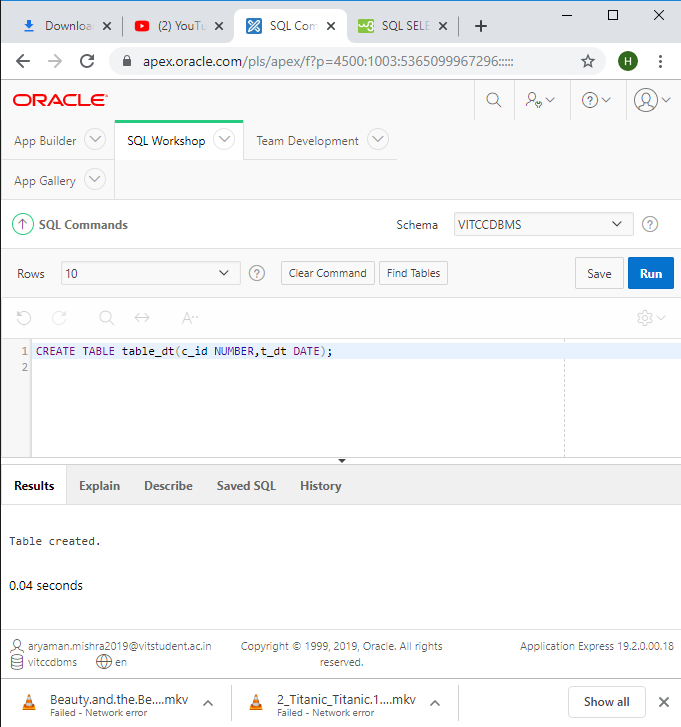 Downloa
(2) YouTu
SQL Com
SQL SELE
apex.oracle.com/pls/apex/f?p=4500:1003:5365099967296:::::
H
ORACLE
App Builder
SQL Workshop
Team Development
App Gallery
SQL Commands
Schema
VITCCDBMS
Rows
10
Clear Command
Find Tables
Save
Run
A
1 CREATE TABLE table_dt(c_id NUMBER,t_dt DATE);
2
Results
Explain
Describe
Saved SQL
History
Table created.
0.04 seconds
aryaman.mishra2019@vitstudent.ac.in
vitccdbms
en
Copyright © 1999, 2019, Oracle. All rights
reserved.
Application Express 19.2.0.00.18
Beauty.and.the.Be....mkv
Failed - Network error
2_Titanic_Titanic.1....mkv
Failed - Network error
Show all